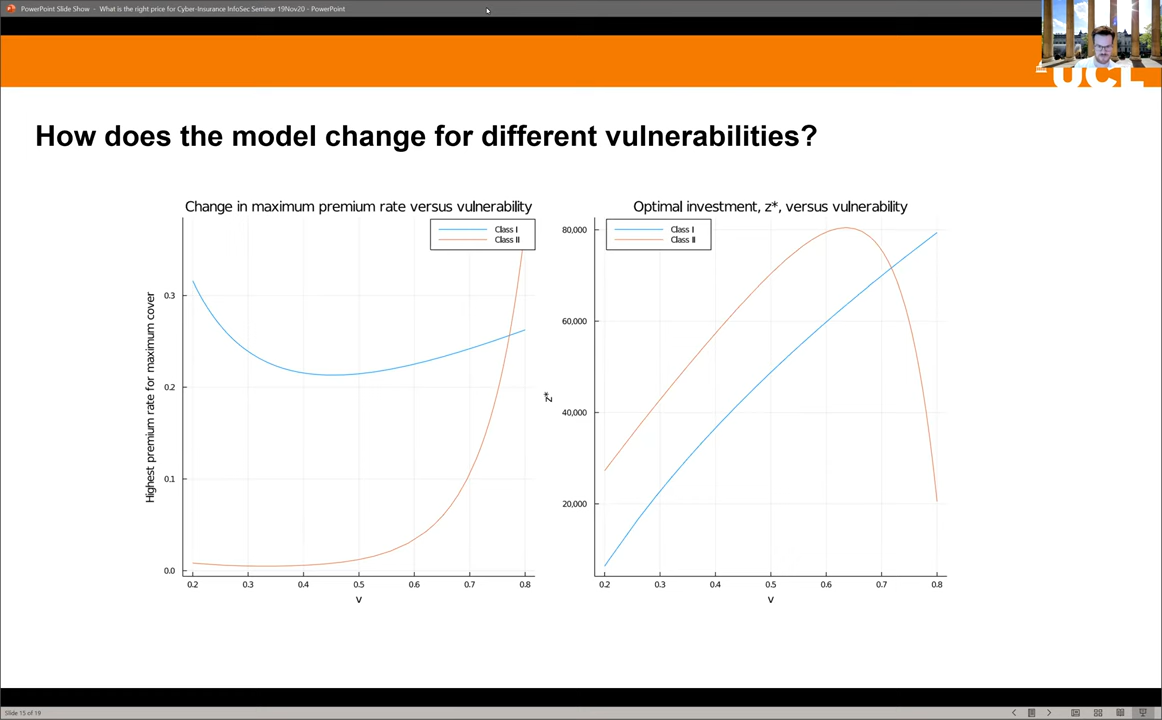 PowerPoint Slide Show - What is the right price for Cyber-Insurance InfoSec Seminar 19Nov20 - PowerPoint
UCL
How does the model change for different vulnerabilities?
Change in maximum premium rate versus vulnerability
Class I
Class II
Highest premium rate for maximum cover
0.3
0.2
0.1
0.0
0.2 0.3 0.4 0.5 0.6 0.7 0.8
v
Optimal investment, z*, versus vulnerability
Class I
Class II
z*
80,000
60,000
40,000
20,000
0.2 0.3 0.4 0.5 0.6 0.7 0.8
v
Slide 15 of 19